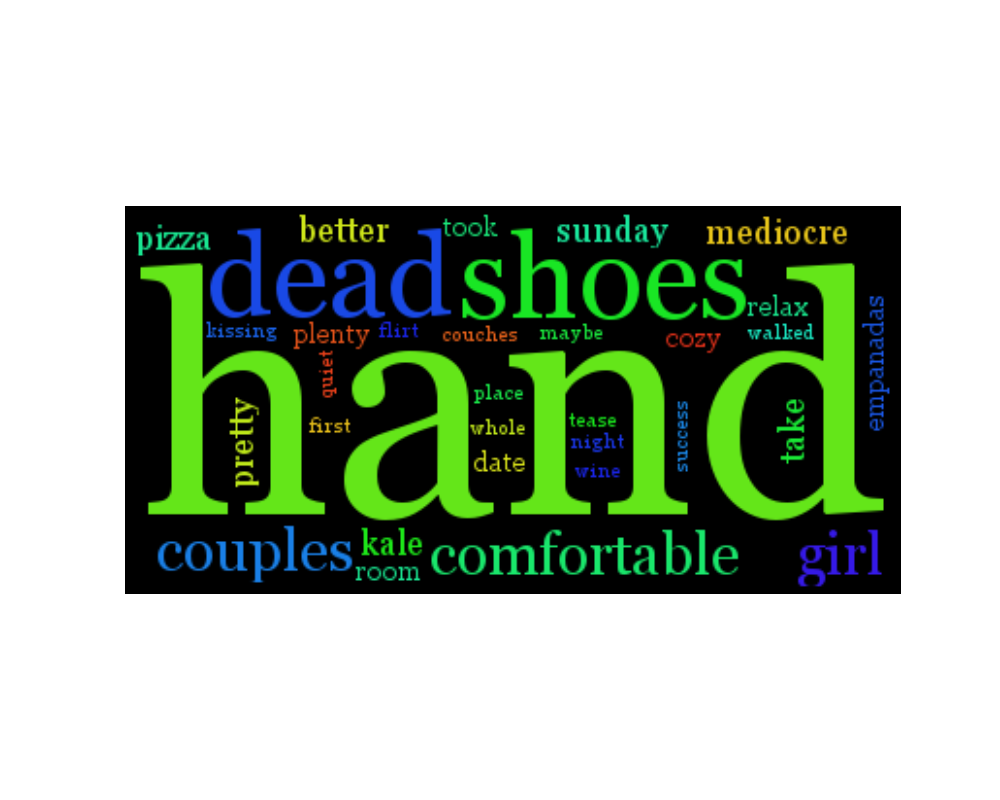 pizza
better
took
sunday
mediocre
dead
shoes
relax
hand
kissing
plenty
flirt
couches
maybe
cozy
walked
empanadas
quiet
pretty
first
place
whole
date
tease
night
wine
success
take
couples
kale
room
comfortable
girl